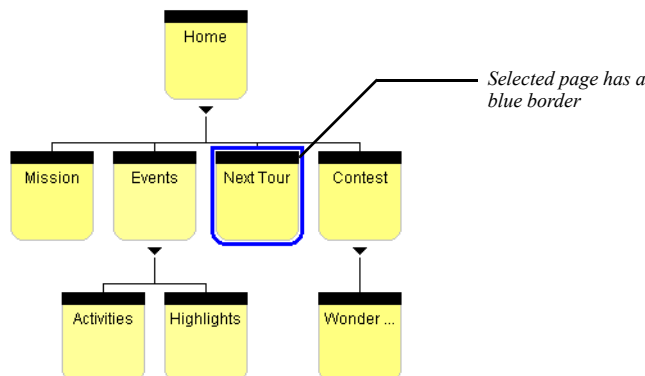 Home
Selected page has a
blue border
Mission
Events
Next Tour
Contest
Activities
Highlights
Wonder ...